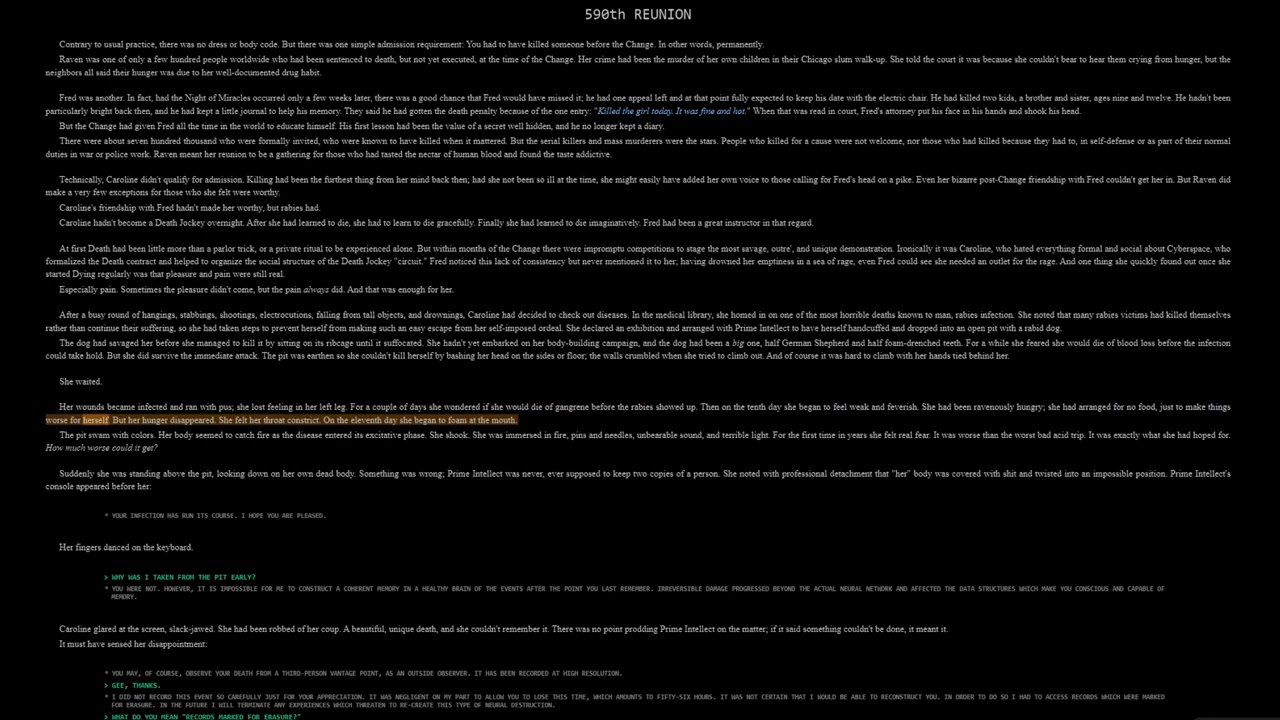 590th REUNION
Contrary to usual practice, there was no dress or body code. But there was one simple admission requirement: You had to have killed someone before the Change. In other words, permanently.
Raven was one of only a few hundred people worldwide who had been sentenced to death, but not yet executed, at the time of the Change. Her crime had been the murder of her own children in their Chicago slum walk-up. She told the court it was because she couldn't bear to hear them crying from hunger, but the
neighbors all said their hunger was due to her well-documented drug habit.
Fred was another. In fact, had the Night of Miracles occurred only a few weeks later, there was a good chance that Fred would have missed it; he had one appeal left and at that point fully expected to keep his date with the electric chair. He had killed two kids, a brother and sister, ages nine and twelve. He hadn't been
particularly bright back then, and he had kept a little journal to help his memory. They said he had gotten the death penalty because of the one entry: "Killed the girl today. It was fine and hot." When that was read in court, Fred's attorney put his face in his hands and shook his head.
But the Change had given Fred all the time in the world to educate himself. His first lesson had been the value of a secret well hidden, and he no longer kept a diary.
There were about seven hundred thousand who were formally invited, who were known to have killed when it mattered. But the serial killers and mass murderers were the stars. People who killed for a cause were not welcome, nor those who had killed because they had to, in self-defense or as part of their normal
duties in war or police work. Raven meant her reunion to be a gathering for those who had tasted the nectar of human blood and found the taste addictive.
Technically, Caroline didn't qualify for admission. Killing had been the furthest thing from her mind back then; had she not been so ill at the time, she might easily have added her own voice to those calling for Fred's head on a pike. Even her bizarre post-Change friendship with Fred couldn't get her in. But Raven did
make a very few exceptions for those who she felt were worthy.
Caroline's friendship with Fred hadn't made her worthy, but rabies had.
Caroline hadn't become a Death Jockey overnight. After she had learned to die, she had to learn to die gracefully. Finally she had learned to die imaginatively. Fred had been a great instructor in that regard.
At first Death had been little more than a parlor trick, or a private ritual to be experienced alone. But within months of the Change there were impromptu competitions to stage the most savage, outre', and unique demonstration. Ironically it was Caroline, who hated everything formal and social about Cyberspace, who
formalized the Death contract and helped to organize the social structure of the Death Jockey "circuit." Fred noticed this lack of consistency but never mentioned it to her; having drowned her emptiness in a sea of rage, even Fred could see she needed an outlet for the rage. And one thing she quickly found out once she
started Dying regularly was that pleasure and pain were still real.
Especially pain. Sometimes the pleasure didn't come, but the pain always did. And that was enough for her.
After a busy round of hangings, stabbings, shootings, electrocutions, falling from tall objects, and drownings, Caroline had decided to check out diseases. In the medical library, she homed in on one of the most horrible deaths known to man, rabies infection. She noted that many rabies victims had killed themselves
rather than continue their suffering, so she had taken steps to prevent herself from making such an easy escape from her self-imposed ordeal. She declared an exhibition and arranged with Prime Intellect to have herself handcuffed and dropped into an open pit with a rabid dog.
The dog had savaged her before she managed to kill it by sitting on its ribcage until it suffocated. She hadn't yet embarked on her body-building campaign, and the dog had been a big one, half German Shepherd and half foam-drenched teeth. For a while she feared she would die of blood loss before the infection
could take hold. But she did survive the immediate attack. The pit was earthen so she couldn't kill herself by bashing her head on the sides or floor; the walls crumbled when she tried to climb out. And of course it was hard to climb with her hands tied behind her.
She waited.
Her wounds became infected and ran with pus; she lost feeling in her left leg. For a couple of days she wondered if she would die of gangrene before the rabies showed up. Then on the tenth day she began to feel weak and feverish. She had been ravenously hungry; she had arranged for no food, just to make things
worse for herself. But her hunger disappeared. She felt her throat constrict. On the eleventh day she began to foam at the mouth.
The pit swam with colors. Her body seemed to catch fire as the disease entered its excitative phase. She shook. She was immersed in fire, pins and needles, unbearable sound, and terrible light. For the first time in years she felt real fear. It was worse than the worst bad acid trip. It was exactly what she had hoped for.
How much worse could it get?
Suddenly she was standing above the pit, looking down on her own dead body. Something was wrong; Prime Intellect was never, ever supposed to keep two copies of a person. She noted with professional detachment that "her" body was covered with shit and twisted into an impossible position. Prime Intellect's
console appeared before her:
* YOUR INFECTION HAS RUN ITS COURSE. I HOPE YOU ARE PLEASED.
Her fingers danced on the keyboard.
> WHY WAS I TAKEN FROM THE PIT EARLY?
* YOU WERE NOT. HOWEVER, IT IS IMPOSSIBLE FOR ME TO CONSTRUCT A COHERENT MEMORY IN A HEALTHY BRAIN OF THE EVENTS AFTER THE POINT YOU LAST REMEMBER. IRREVERSIBLE DAMAGE PROGRESSED BEYOND THE ACTUAL NEURAL NETWORK AND AFFECTED THE DATA STRUCTURES WHICH MAKE YOU CONSCIOUS AND CAPABLE OF
MEMORY.
Caroline glared at the screen, slack-jawed. She had been robbed of her coup. A beautiful, unique death, and she couldn't remember it. There was no point prodding Prime Intellect on the matter; if it said something couldn't be done, it meant it.
It must have sensed her disappointment:
* YOU MAY, OF COURSE, OBSERVE YOUR DEATH FROM A THIRD-PERSON VANTAGE POINT, AS AN OUTSIDE OBSERVER. IT HAS BEEN RECORDED AT HIGH RESOLUTION.
> GEE, THANKS.
* I DID NOT RECORD THIS EVENT SO CAREFULLY JUST FOR YOUR APPRECIATION. IT WAS NEGLIGENT ON MY PART TO ALLOW YOU TO LOSE THIS TIME, WHICH AMOUNTS TO FIFTY-SIX HOURS. IT WAS NOT CERTAIN THAT I WOULD BE ABLE TO RECONSTRUCT YOU. IN ORDER TO DO SO I HAD TO ACCESS RECORDS WHICH WERE MARKED
FOR ERASURE. IN THE FUTURE I WILL TERMINATE ANY EXPERIENCES WHICH THREATEN TO RE-CREATE THIS TYPE OF NEURAL DESTRUCTION.
> WHAT DO YOU MEAN "RECORDS MARKED FOR ERASURE?"